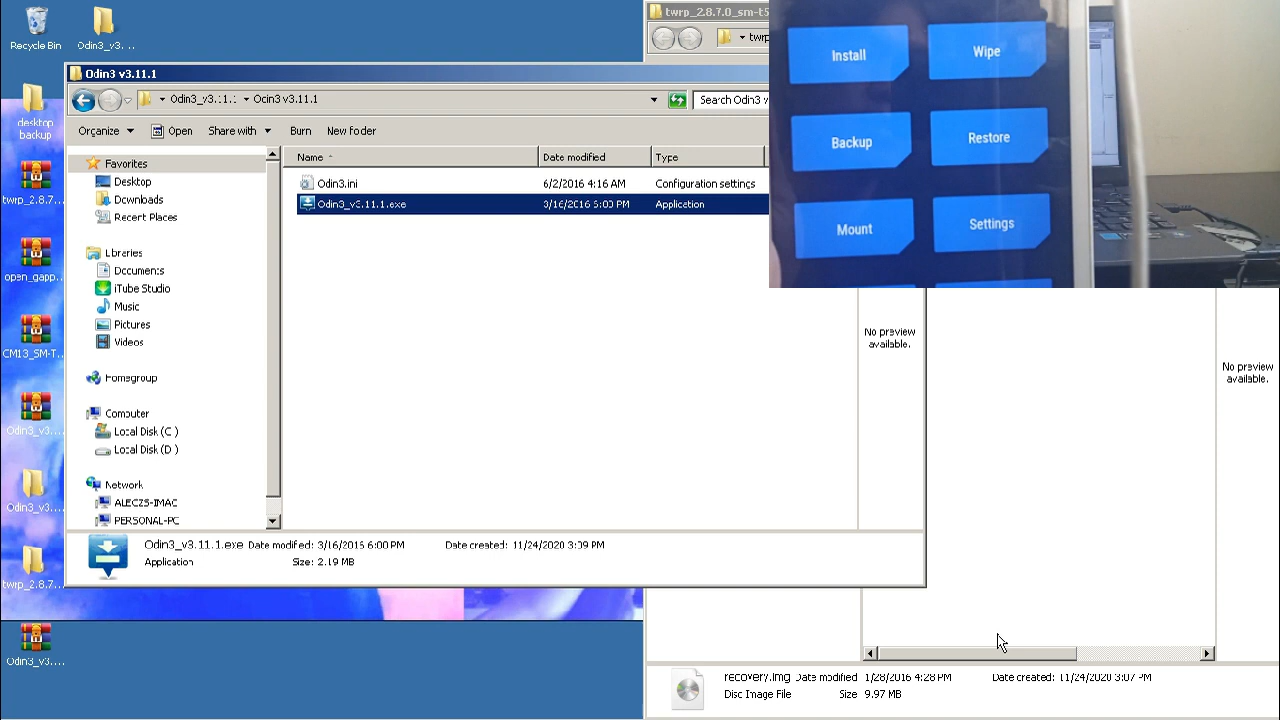 Recycle Bin
Odin3_v3....
desktop
backup
twrp_2.8.7...
open_gapp...
CM13_SM-T...
Odin3_v3....
Odin3_v3....
twrp_2.8.7...
Odin3_v3....
twrp_2.8.7.0_sm-t5
twrp
Odin3 v3.11.1
Odin3 v3.11.1
Search Odin3 v
Organize
Open
Share with
Burn
New folder
Favorites
Desktop
Downloads
Recent Places
Libraries
Documents
iTube Studio
Music
Pictures
Videos
Homegroup
Computer
Local Disk (C )
Local Disk (D )
Network
ALECZS-IMAC
PERSONAL-PC
Name
Date modified
Type
Odin3.ini
6/2/2016 4:16 AM
Configuration settings
Odin3_v3.11.1.exe
3/16/2016 6:00 PM
Application
No preview
available.
Odin3_v3.11.1.exe Date modified: 3/16/2016 6:00 PM
Date created: 11/24/2020 3:09 PM
Application
Size: 2.19 MB
Install
Wipe
Backup
Restore
Mount
Settings
No preview
available.
recovery.img Date modified 1/28/2016 4:28 PM
Date created: 11/24/2020 3:07 PM
Disc Image File
Size 9.97 MB